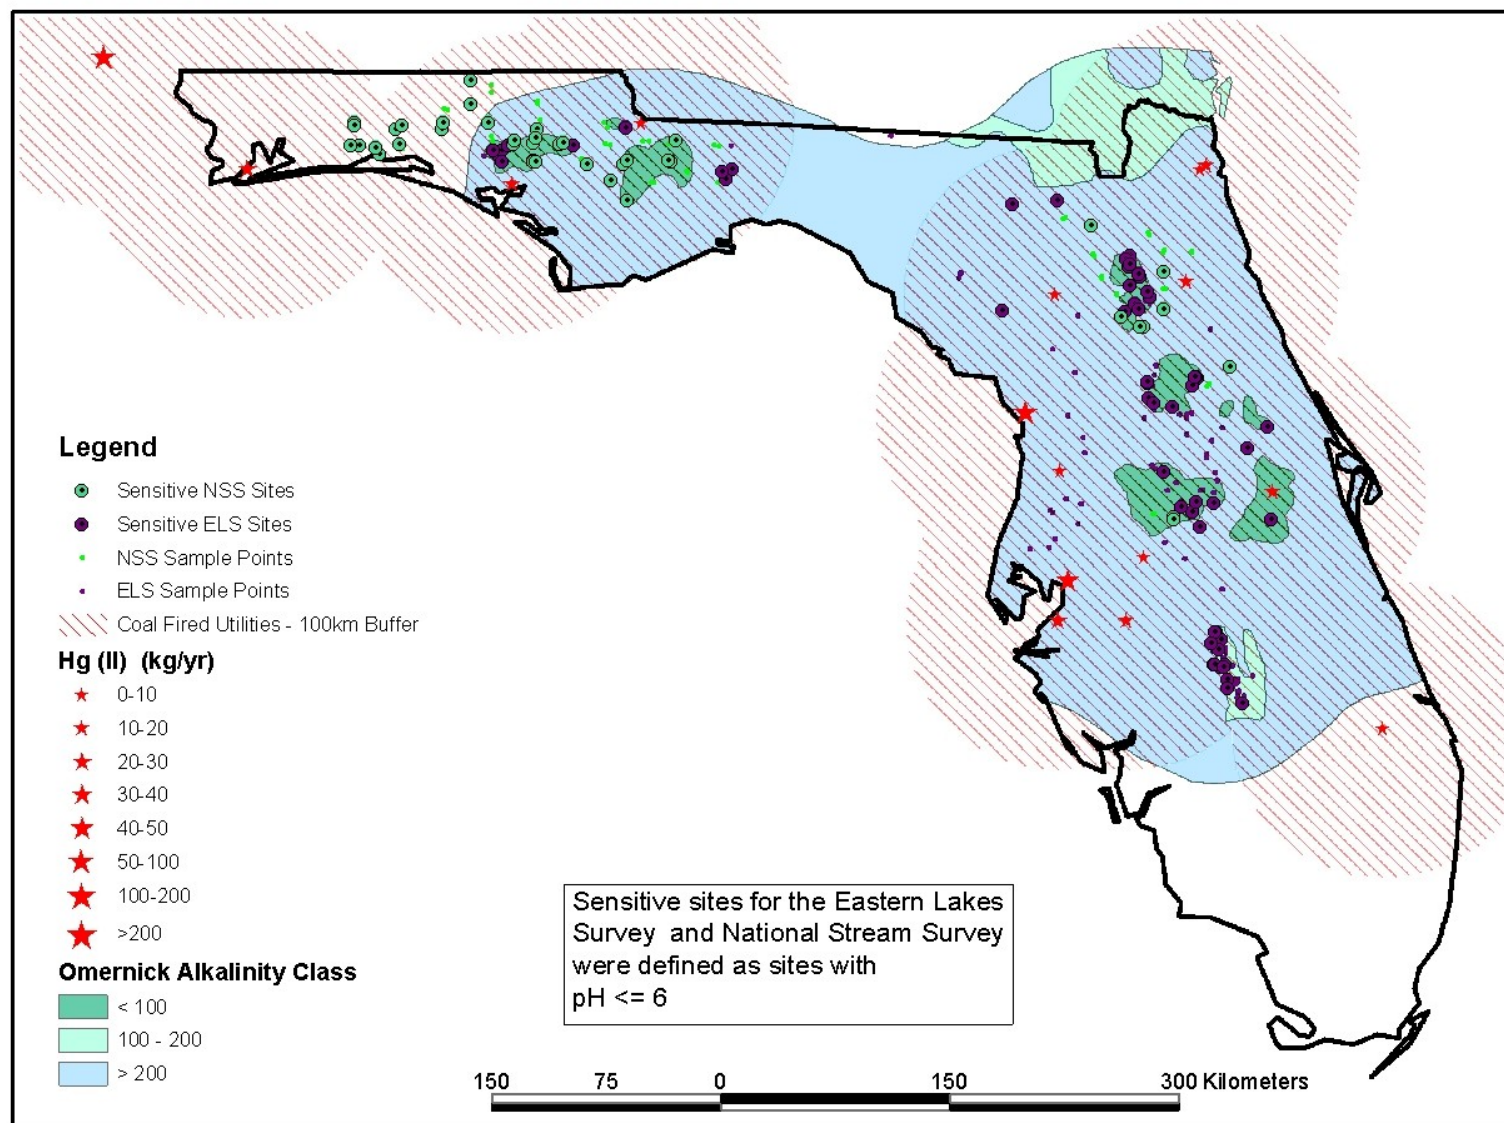 Legend
Sensitive NSS Sites
Sensitive ELS Sites
NSS Sample Points
ELS Sample Points
Coal Fired Utilities - 100km Buffer
Hg (II) (kg/yr)
0-10
10-20
20-30
30-40
40-50
50-100
100-200
>200
Omernick Alkalinity Class
< 100
100 - 200
> 200
Sensitive sites for the Eastern Lakes
Survey and National Stream Survey
were defined as sites with
pH <= 6
150 75 0 150 300 Kilometers